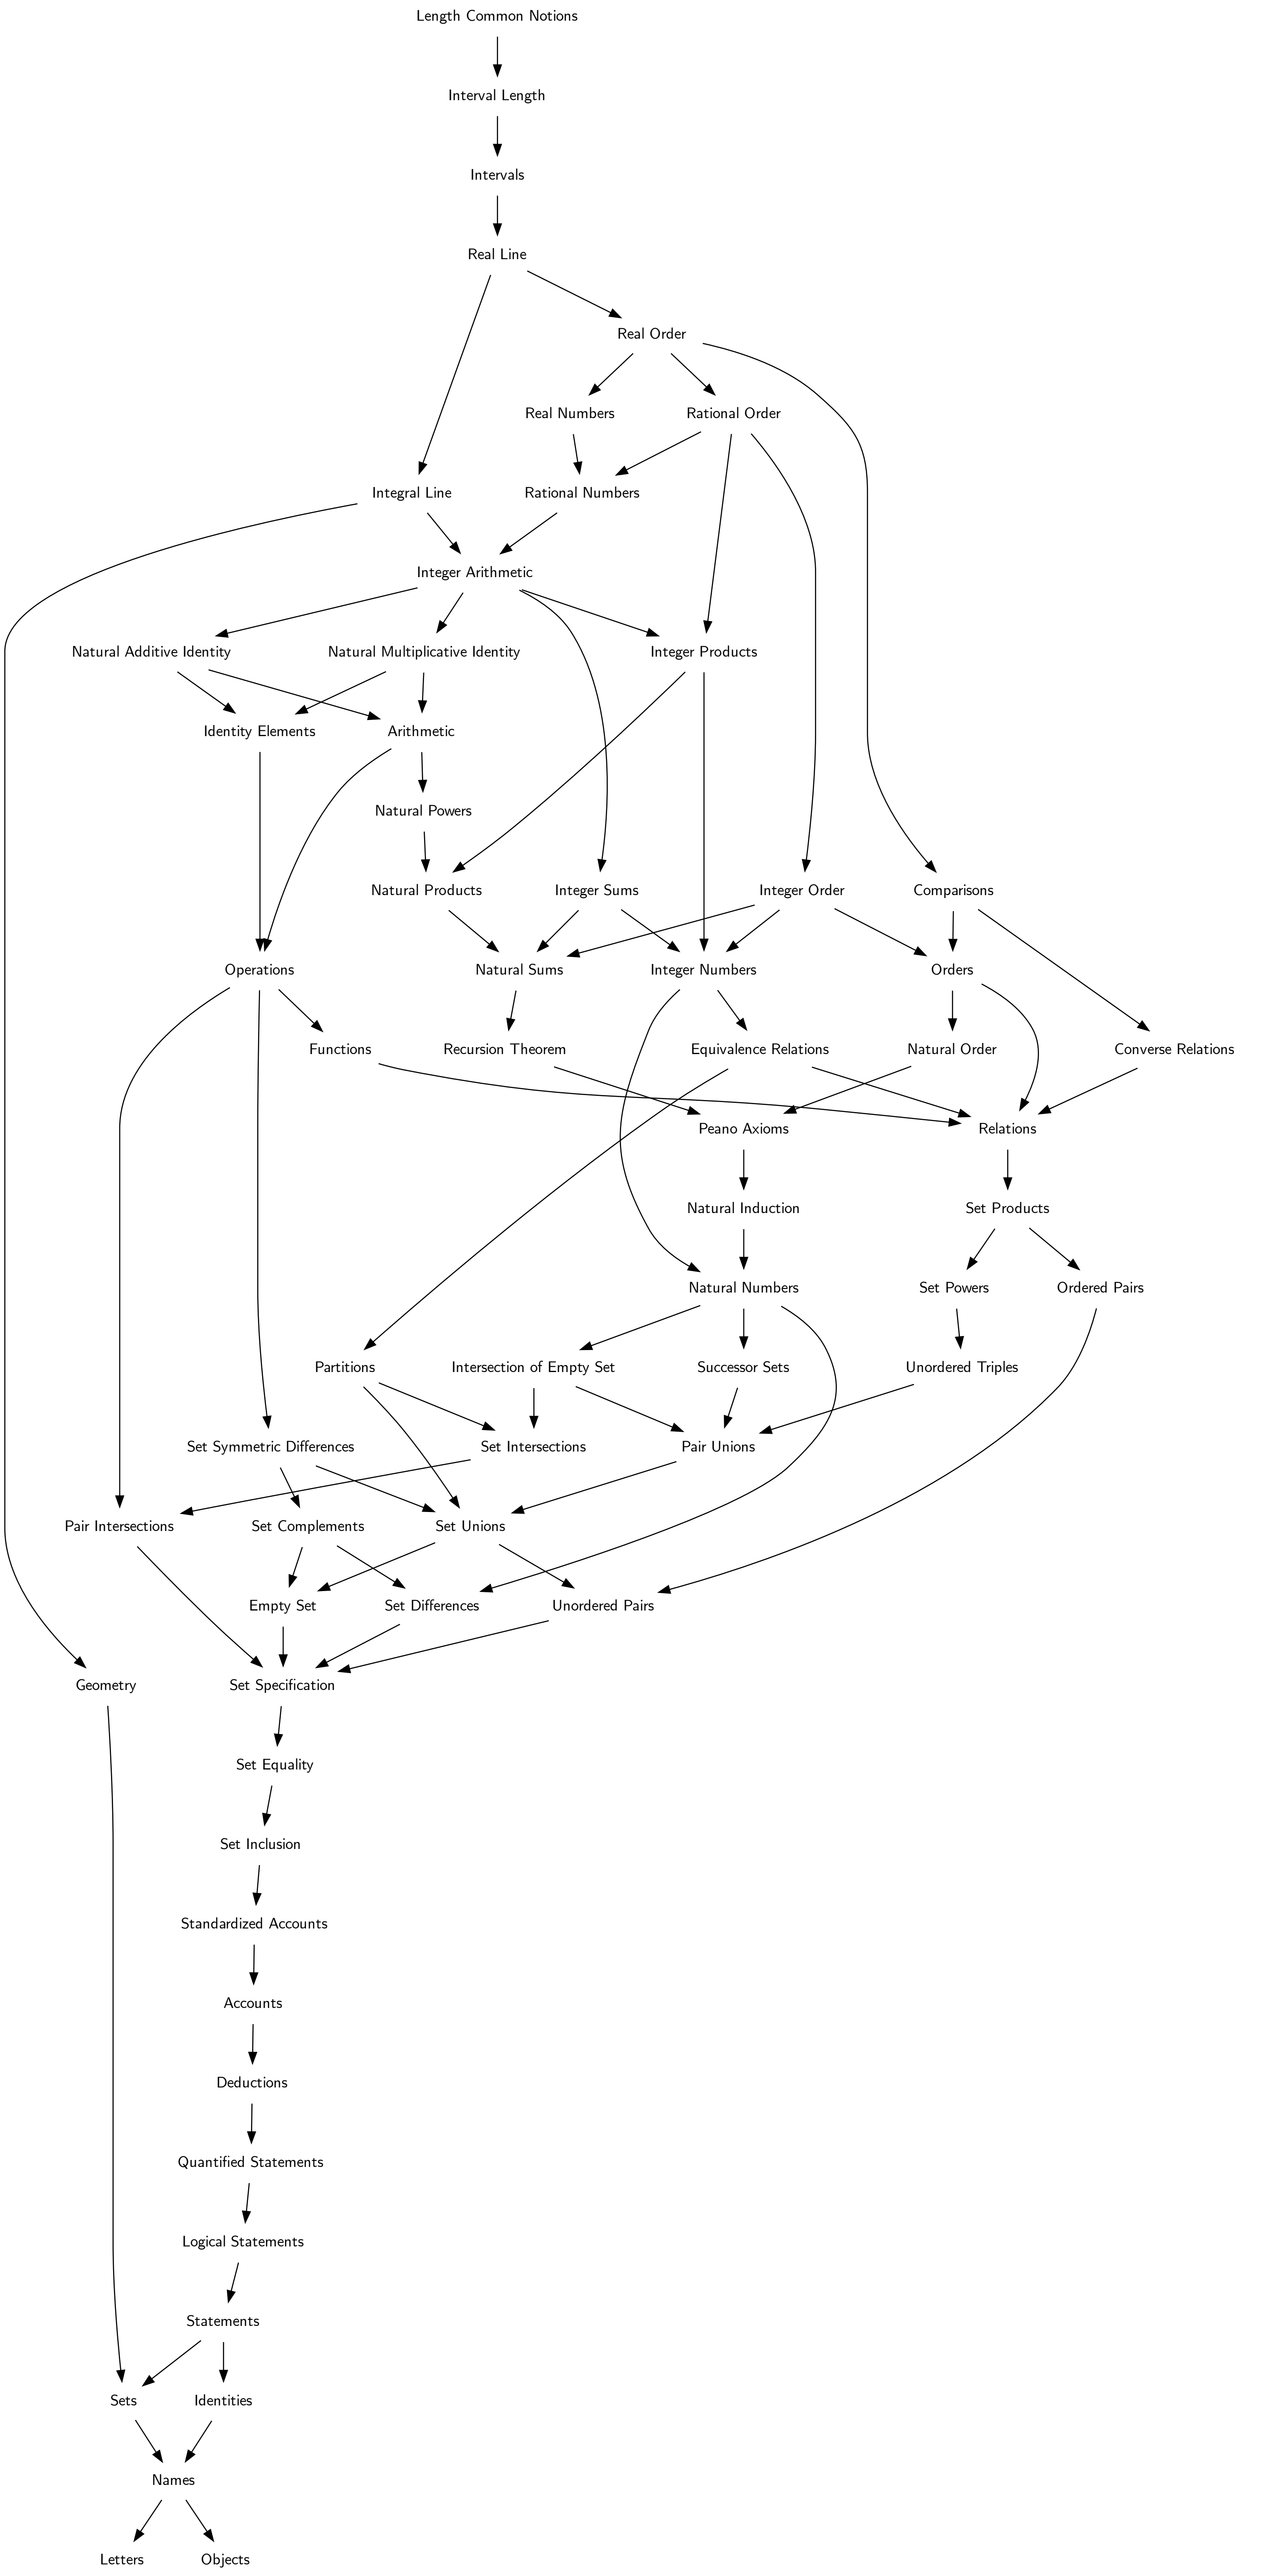 Length Common Notions
Interval Length
Intervals
Real Line
Real Order
Real Numbers
Rational Order
Integral Line
Rational Numbers
Integer Arithmetic
Natural Additive Identity
Natural Multiplicative Identity
Integer Products
Identity Elements
Arithmetic
Natural Powers
Natural Products
Integer Sums
Integer Order
Comparisons
Operations
Natural Sums
Integer Numbers
Orders
Functions
Recursion Theorem
Equivalence Relations
Natural Order
Converse Relations
Peano Axioms
Relations
Natural Induction
Set Products
Natural Numbers
Set Powers
Ordered Pairs
Partitions
Intersection of Empty Set
Successor Sets
Unordered Triples
Set Symmetric Differences
Set Intersections
Pair Unions
Pair Intersections
Set Complements
Set Unions
Empty Set
Set Differences
Unordered Pairs
Geometry
Set Specification
Set Equality
Set Inclusion
Standardized Accounts
Accounts
Deductions
Quantified Statements
Logical Statements
Statements
Sets
Identities
Names
Letters
Objects